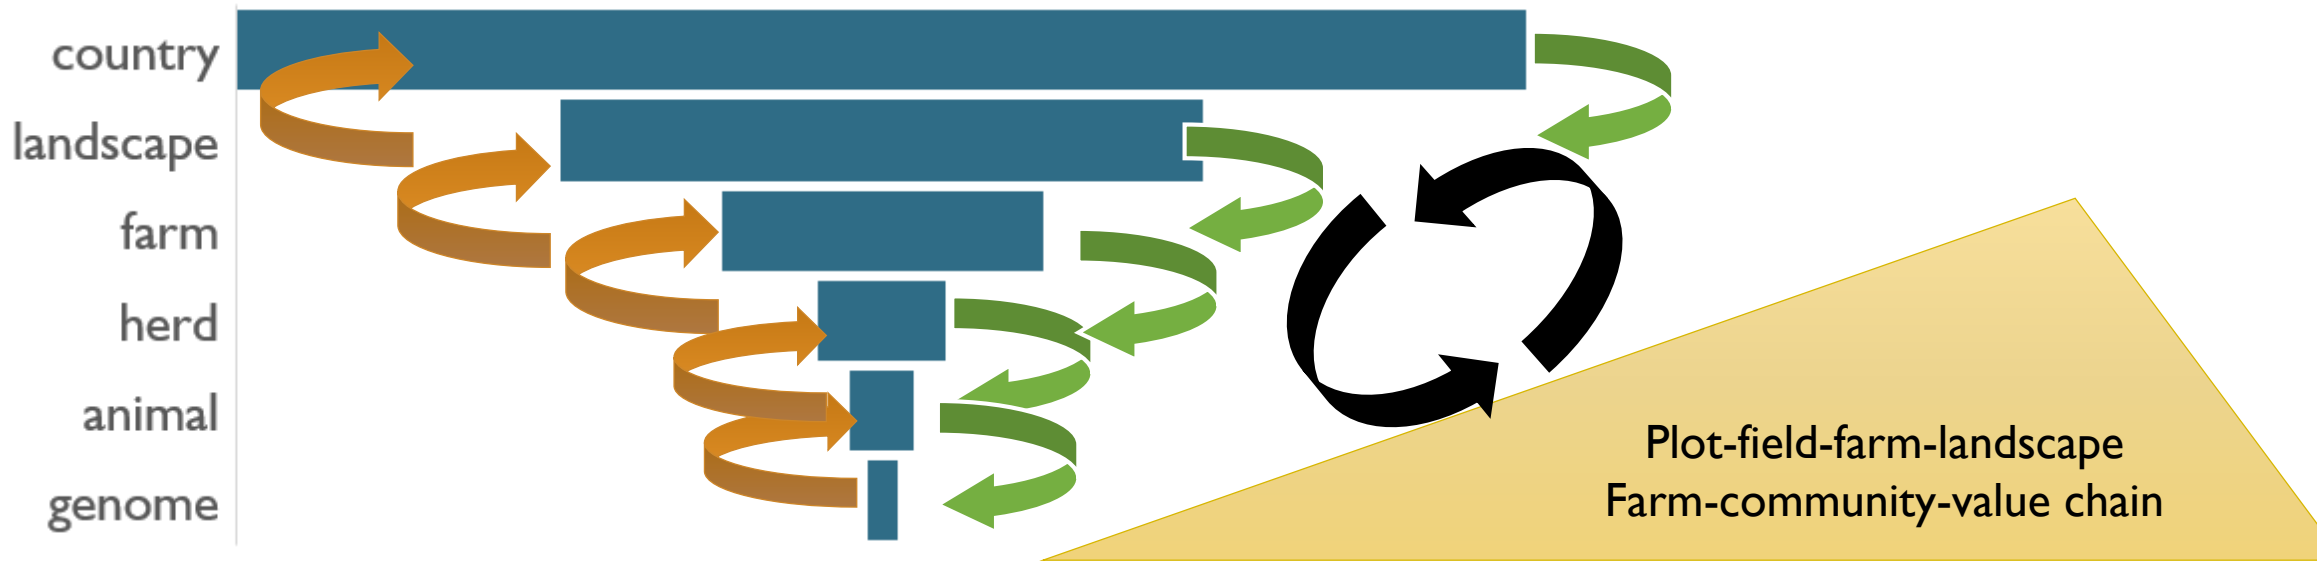 country
landscape
farm
herd
animal
genome
Plot-field-farm-landscape
Farm-community-value chain